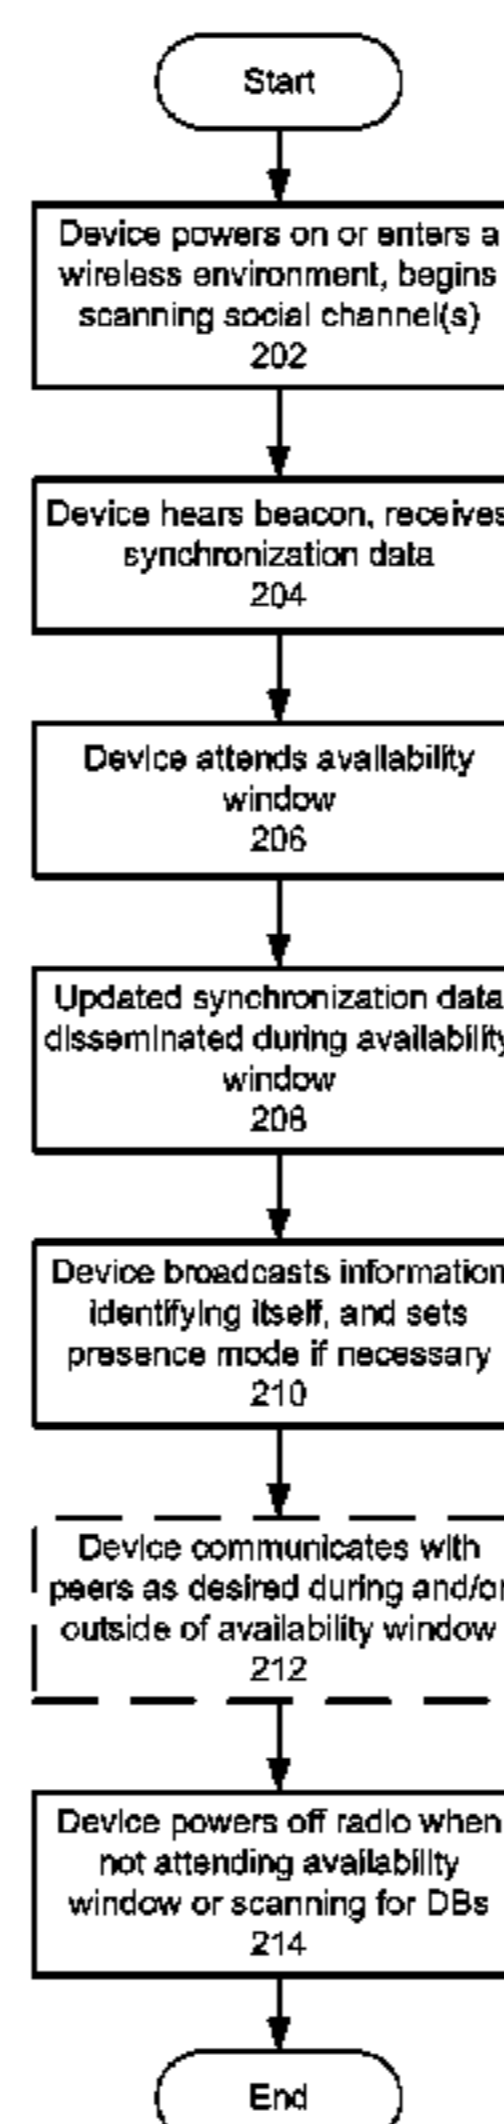 Start
Device powers on or enters a
wireless environment, begins
scanning social channel(s)
202
Device hears beacon, receives
synchronization data
204
Device attends availability
window
206
Updated synchronization data
disseminated during availability
window
208
Device broadcasts information
identifying itself, and sets
presence mode if necessary
210
Device communicates with
peers as desired during and/or
outside of availability window
212
Device powers off radio when
not attending availability
window or scanning for DBs
214
End